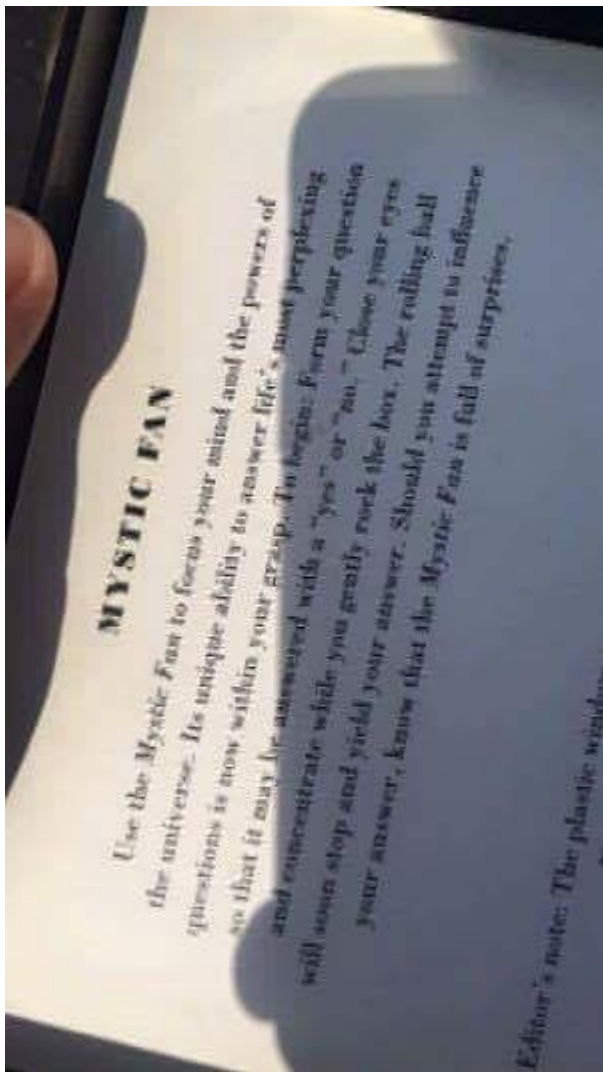 MYSTIC FAN
Use the Mystic Fan to focus your mind and the powers of
the universe. Its unique ability to answer life's most perplexing
questions is now within your grasp. To begin: Form your question
so that it may be answered with a "yes" or "no." Close your eyes
and concentrate while you gently rock the box. The rolling ball
will soon stop and yield your answer. Should you attempt to influence
your answer, know that the Mystic Fan is full of surprises.
Editor's note: The plastic window